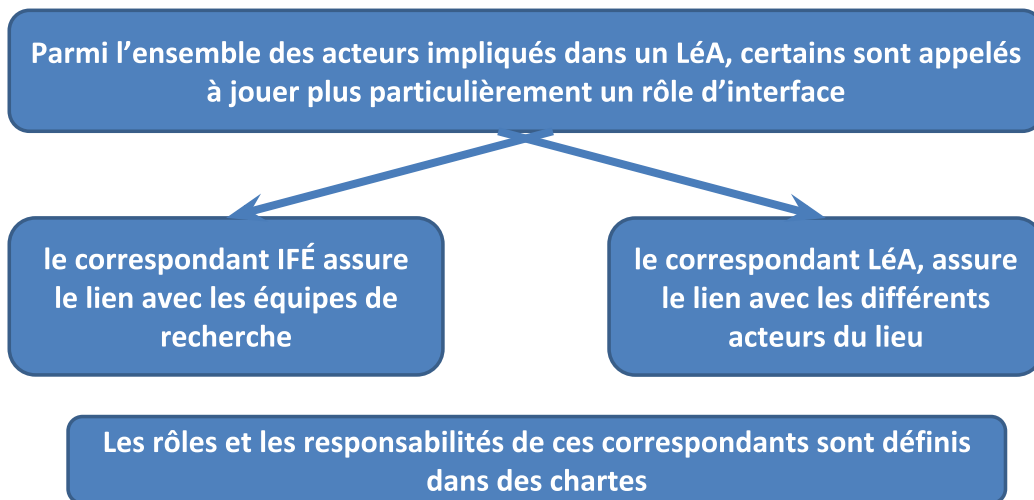 Parmi l’ensemble des acteurs impliqués dans un LéA, certains sont appelés
à jouer plus particulièrement un rôle d’interface
le correspondant IFÉ assure
le lien avec les équipes de
recherche
le correspondant LéA, assure
le lien avec les différents
acteurs du lieu
Les rôles et les responsabilités de ces correspondants sont définis
dans des chartes